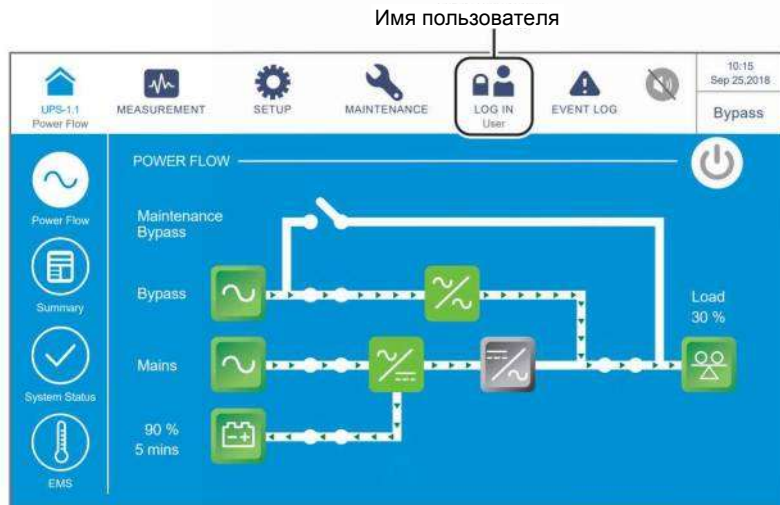 Имя пользователя
10:15
Sep 25,2018
UPS-1.1
Power Flow
MEASUREMENT
SETUP
MAINTENANCE
LOG IN
User
EVENT LOG
Bypass
POWER FLOW
Power Flow
Maintenance
Bypass
Summary
Bypass
Load
30 %
System Status
Mains
90 %
5 mins
EMS